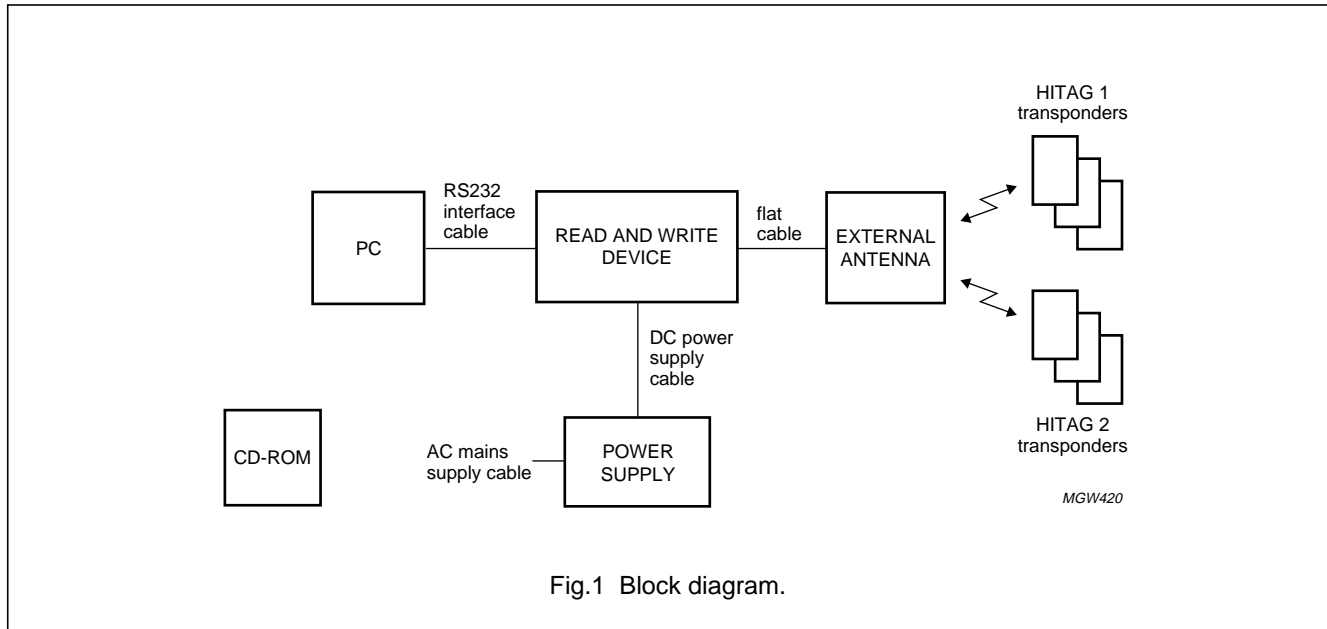 HITAG 1
transponders
PC
RS232
interface
cable
READ AND WRITE
DEVICE
flat
cable
EXTERNAL
ANTENNA
DC power
supply
cable
HITAG 2
transponders
CD-ROM
AC mains
supply cable
POWER
SUPPLY
MGW420
Fig.1 Block diagram.